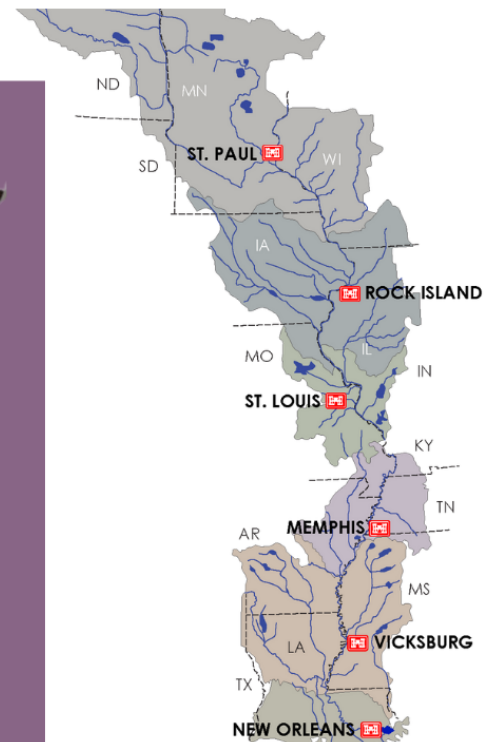 ND
MN
ST. PAUL
WI
SD
IA
ROCK ISLAND
MO
IL
IN
ST. LOUIS
KY
TN
MEMPHIS
AR
MS
LA
VICKSBURG
TX
NEW ORLEANS